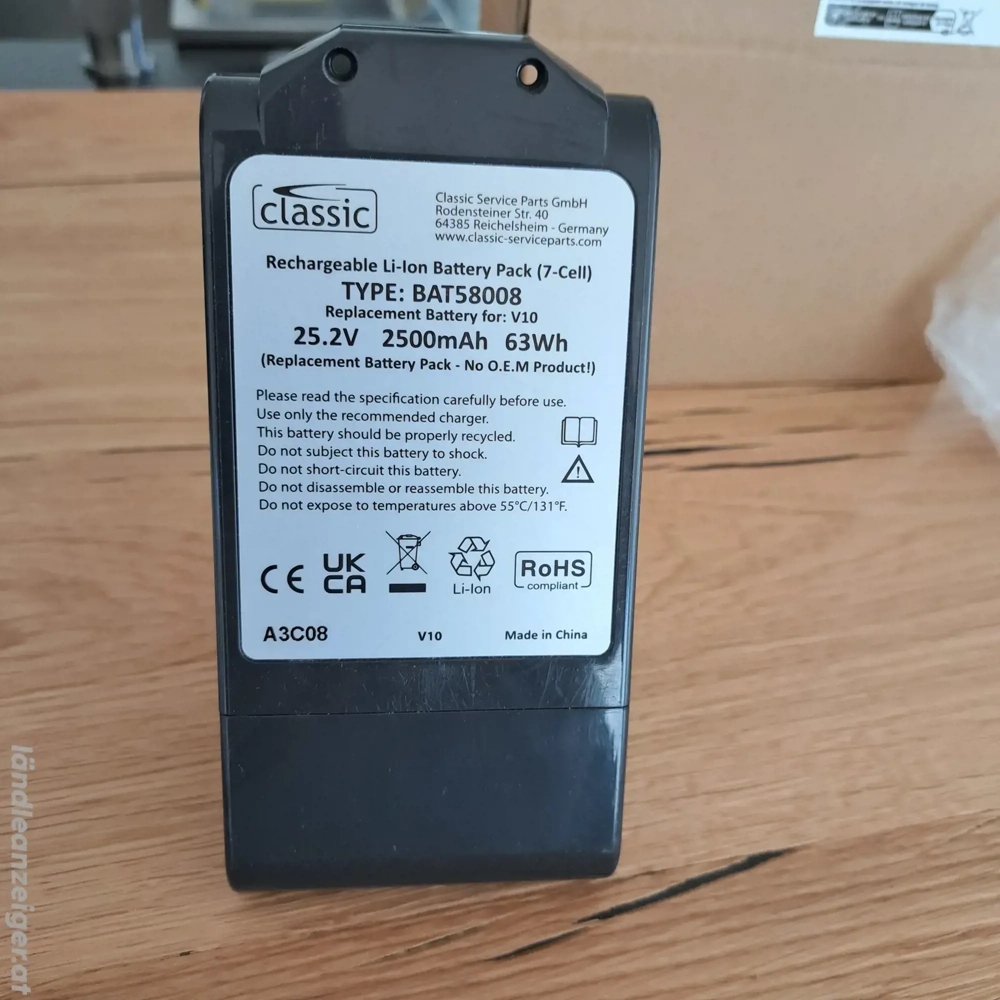 classic
Classic Service Parts GmbH
Rodensteiner Str. 40
64385 Reichelsheim - Germany
www.classic-serviceparts.com
Rechargeable Li-Ion Battery Pack (7-Cell)
TYPE: BAT58008
Replacement Battery for: V10
25.2V 2500mAh 63Wh
(Replacement Battery Pack - No O.E.M Product!)
Please read the specification carefully before use.
Use only the recommended charger.
This battery should be properly recycled.
Do not subject this battery to shock.
Do not short-circuit this battery.
Do not disassemble or reassemble this battery.
Do not expose to temperatures above 55°C/131°F.
CE
UK
CA
Li-Ion
RoHS
compliant
A3C08 V10 Made in China
ländleanzeiger.at